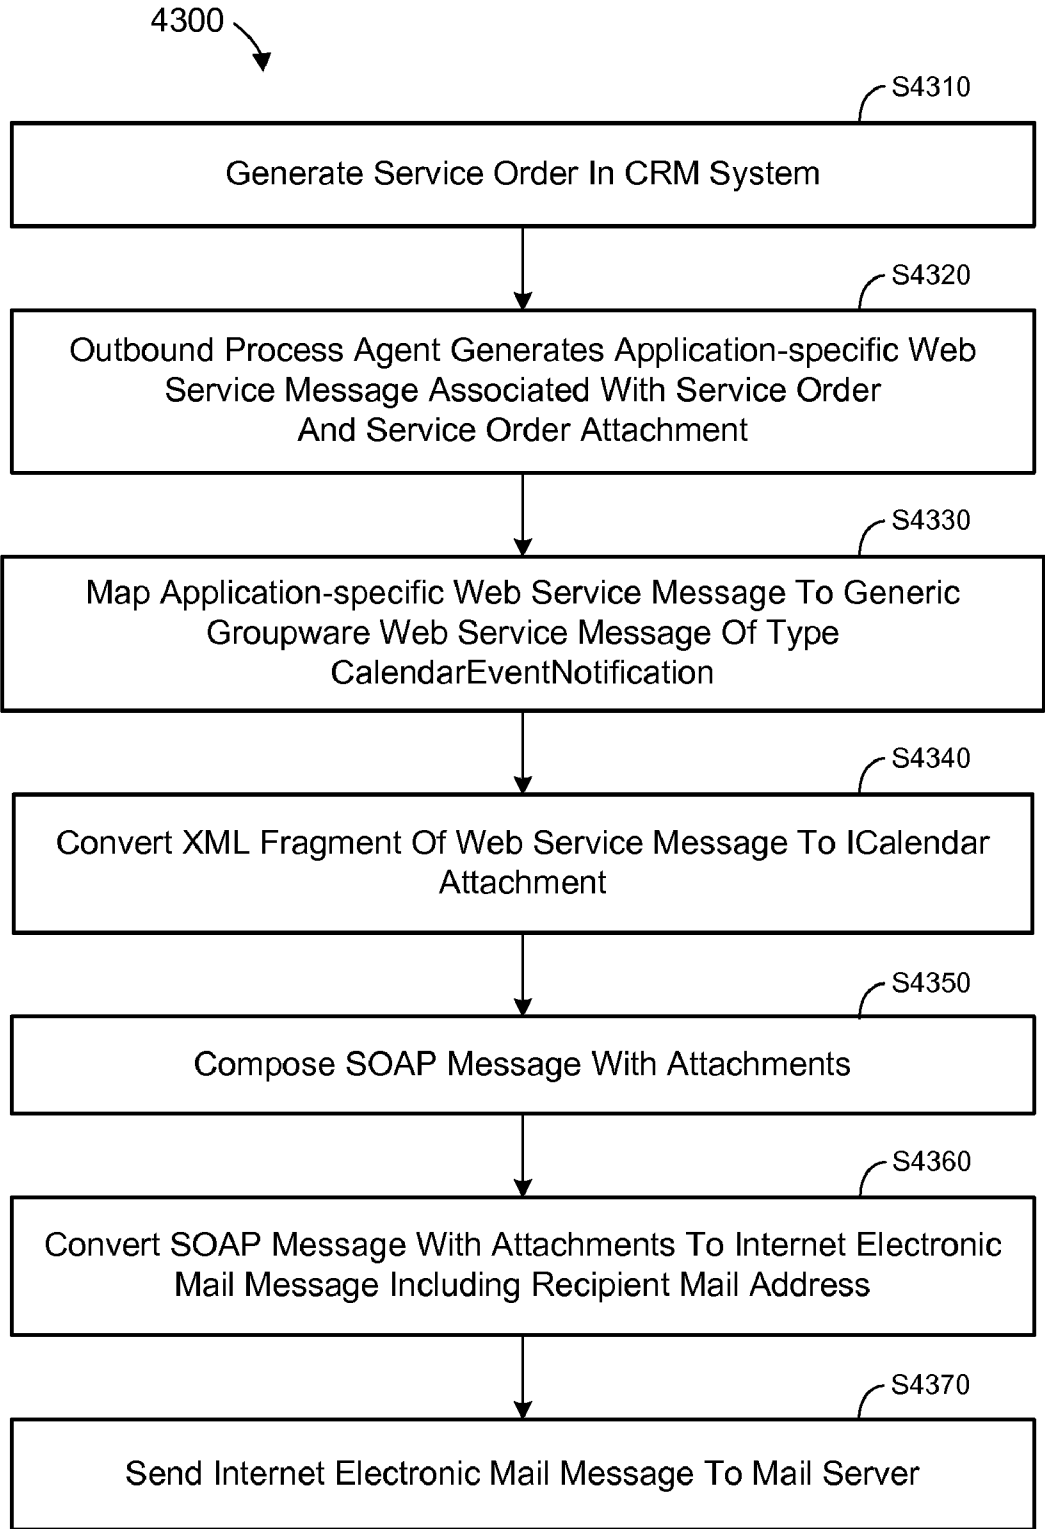 4300
S4310
Generate Service Order In CRM System
S4320
Outbound Process Agent Generates Application-specific Web
Service Message Associated With Service Order
And Service Order Attachment
S4330
Map Application-specific Web Service Message To Generic
Groupware Web Service Message Of Type
CalendarEventNotification
S4340
Convert XML Fragment Of Web Service Message To ICalendar
Attachment
S4350
Compose SOAP Message With Attachments
S4360
Convert SOAP Message With Attachments To Internet Electronic
Mail Message Including Recipient Mail Address
S4370
Send Internet Electronic Mail Message To Mail Server